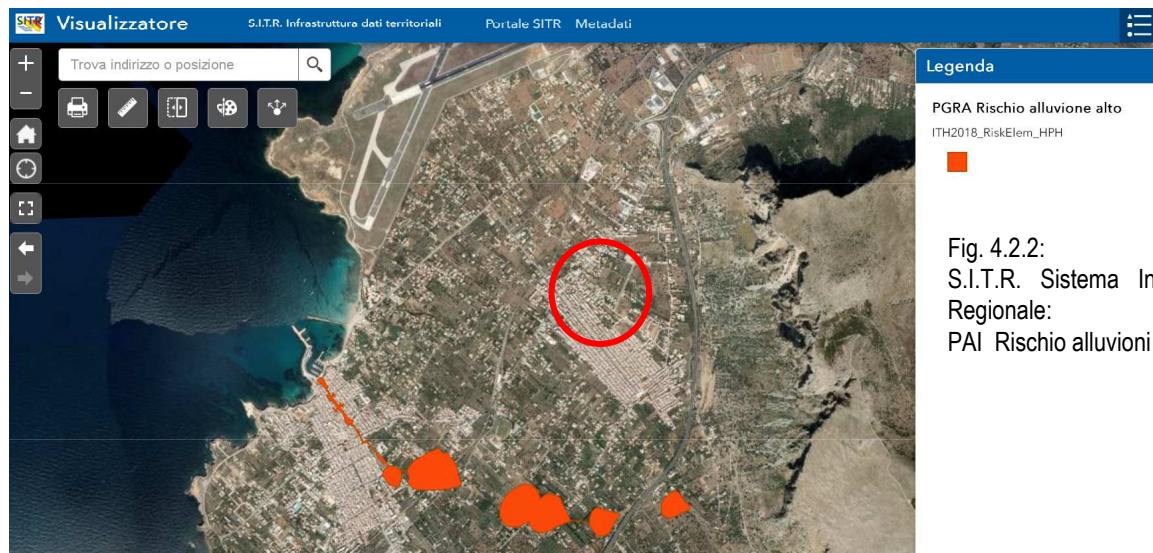 SITR Visualizzatore S.I.T.R. Infrastruttura dati territoriali Portale SITR Metadati
Trova indirizzo o posizione
Legenda
PGRA Rischio alluvione alto
ITH2018_RiskElem_HPH
Fig. 4.2.2:
S.I.T.R. Sistema In
Regionale:
PAI Rischio alluvioni